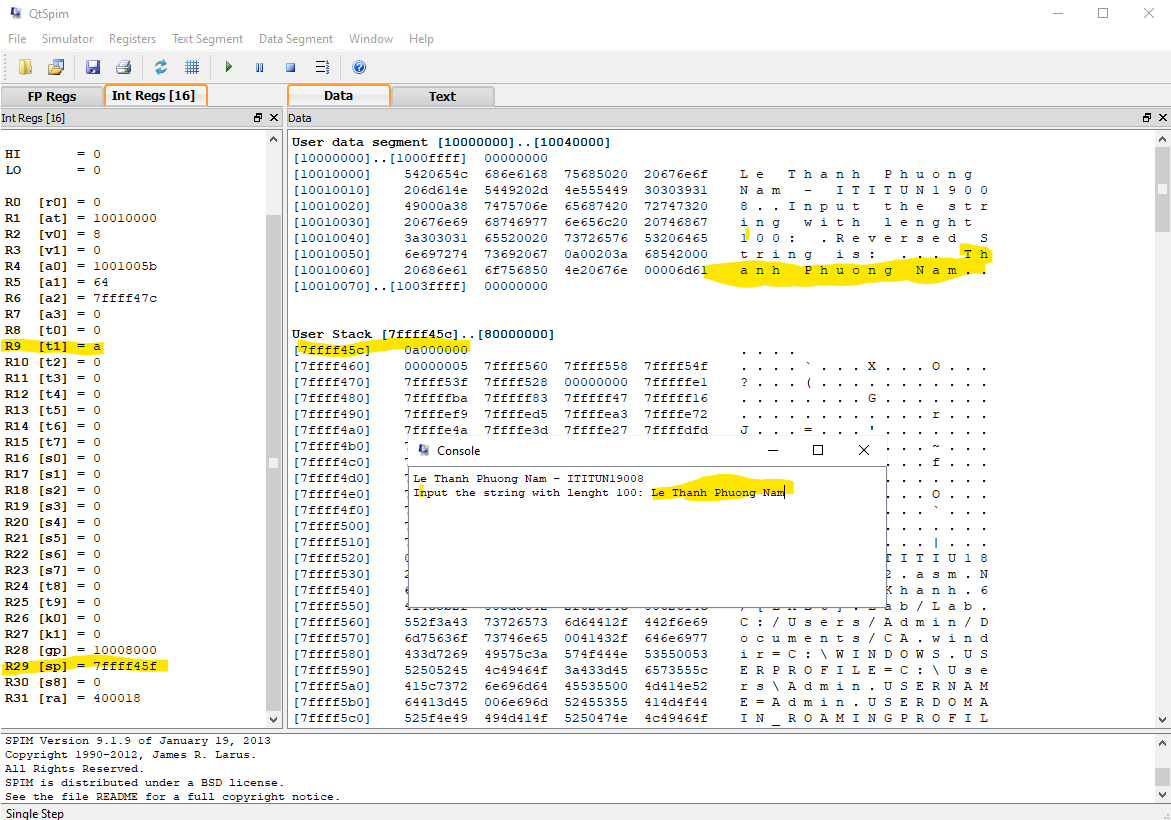 QtSpim
File Simulator Registers Text Segment Data Segment Window Help
FP Regs Int Regs [16]
Int Regs [16]
HI = 0
LO = 0
R0 [r0] = 0
R1 [at] = 10010000
R2 [v0] = 8
R3 [v1] = 0
R4 [a0] = 1001005b
R5 [a1] = 64
R6 [a2] = 7ffff47c
R7 [a3] = 0
R8 [t0] = 0
R9 [t1] = a
R10 [t2] = 0
R11 [t3] = 0
R12 [t4] = 0
R13 [t5] = 0
R14 [t6] = 0
R15 [t7] = 0
R16 [s0] = 0
R17 [s1] = 0
R18 [s2] = 0
R19 [s3] = 0
R20 [s4] = 0
R21 [s5] = 0
R22 [s6] = 0
R23 [s7] = 0
R24 [t8] = 0
R25 [t9] = 0
R26 [k0] = 0
R27 [k1] = 0
R28 [gp] = 10008000
R29 [sp] = 7ffff45f
R30 [s8] = 0
R31 [ra] = 400018
Data Text
Data
User data segment [10000000]..[10040000]
[10000000]..[1000ffff] 00000000
[10010000] 5420654c 686e6168 75685020 20676e6f L e T h a n h P h u o n g
[10010010] 206d614e 5449202d 4e555449 30303931 N a m - I T I T U N 1 9 0 0
[10010020] 49000a38 7475706e 65687420 72747320 8 . . I n p u t t h e s t r
[10010030] 20676e69 68746977 6e656c20 20746867 i n g w i t h l e n g h t
[10010040] 3a303031 65520020 73726576 53206465 1 0 0 : . R e v e r s e d S
[10010050] 6e697274 73692067 0a00203a 68542000 t r i n g i s : . . . T h
[10010060] 20686e61 6f756850 4e20676e 00006d61 a n h P h u o n g N a m . .
[10010070]..[1003ffff] 00000000
User Stack [7ffff45c]..[80000000]
[7ffff45c] 0a000000 . . . .
[7ffff460] 00000005 7ffff560 7ffff558 7ffff54f . . . . ` . . . X . . . O . . .
[7ffff470] 7ffff53f 7ffff528 00000000 7fffffe1 ? . . . ( . . . . . . . . . . .
[7ffff480] 7fffffba 7fffff83 7fffff47 7fffff16 . . . . . . . . G . . . . . . .
[7ffff490] 7ffffef9 7ffffed5 7ffffea3 7ffffe72 . . . . . . . . . . . . r . . .
[7ffff4a0] 7ffffe4a 7ffffe3d 7ffffe27 7ffffdfd J . . . = . . . ' . . . . . . .
[7ffff4b0] . . . ~ . . .
[7ffff4c0] . . . f . . .
[7ffff4d0] . . . . . . .
[7ffff4e0] . . . O . . .
[7ffff4f0] . . . ` . . .
[7ffff500] . . . . . . .
[7ffff510] . . . | . . .
[7ffff520] T I T I U 1 8
[7ffff530] 2 . a s m . N
[7ffff540] K h a n h . 6
[7ffff550] L a b / L a b .
[7ffff560] 552f3a43 73726573 6d64412f 442f6e69 C : / U s e r s / A d m i n / D
[7ffff570] 6d75636f 73746e65 0041432f 646e6977 o c u m e n t s / C A . w i n d
[7ffff580] 433d7269 49575c3a 574f444e 53550053 i r = C : \ W I N D O W S . U S
[7ffff590] 52505245 4c49464f 3a433d45 6573555c E R P R O F I L E = C : \ U s e
[7ffff5a0] 415c7372 6e696d64 45535500 4d414e52 r s \ A d m i n . U S E R N A M
[7ffff5b0] 64413d45 006e696d 52455355 414d4f44 E = A d m i n . U S E R D O M A
[7ffff5c0] 525f4e49 494d414f 5250474e 4c49464f I N _ R O A M I N G P R O F I L
Console
Le Thanh Phuong Nam - ITITUN19008
Input the string with lenght 100: Le Thanh Phuong Nam
SPIM Version 9.1.9 of January 19, 2013
Copyright 1990-2012, James R. Larus.
All Rights Reserved.
SPIM is distributed under a BSD license.
See the file README for a full copyright notice.
Single Step